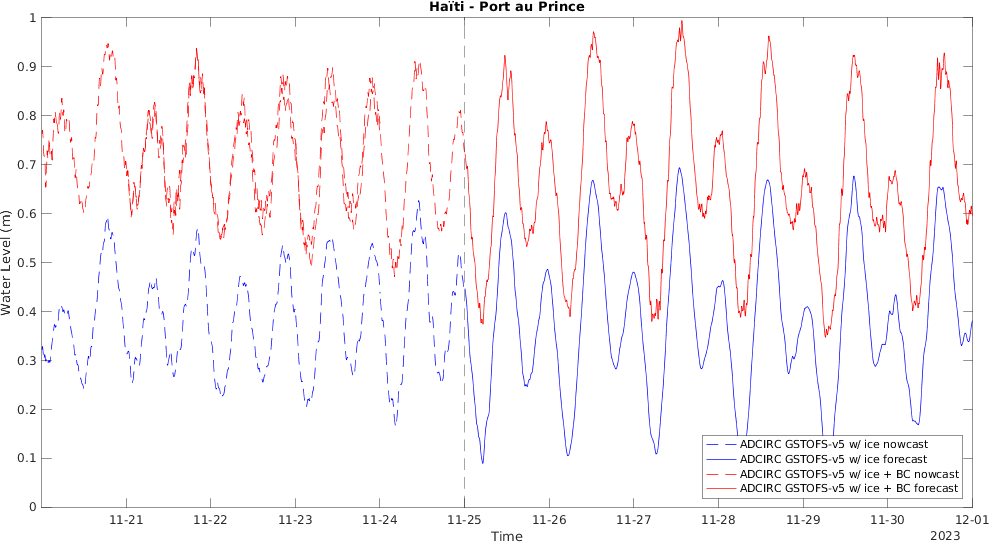 Haïti - Port au Prince
Water Level (m)
1
0.9
0.8
0.7
0.6
0.5
0.4
0.3
0.2
0.1
0
ADCIRC GSTOFS-v5 w/ ice nowcast
ADCIRC GSTOFS-v5 w/ ice forecast
ADCIRC GSTOFS-v5 w/ ice + BC nowcast
ADCIRC GSTOFS-v5 w/ ice + BC forecast
11-21 11-22 11-23 11-24 11-25 11-26 11-27 11-28 11-29 11-30 12-01
Time
2023